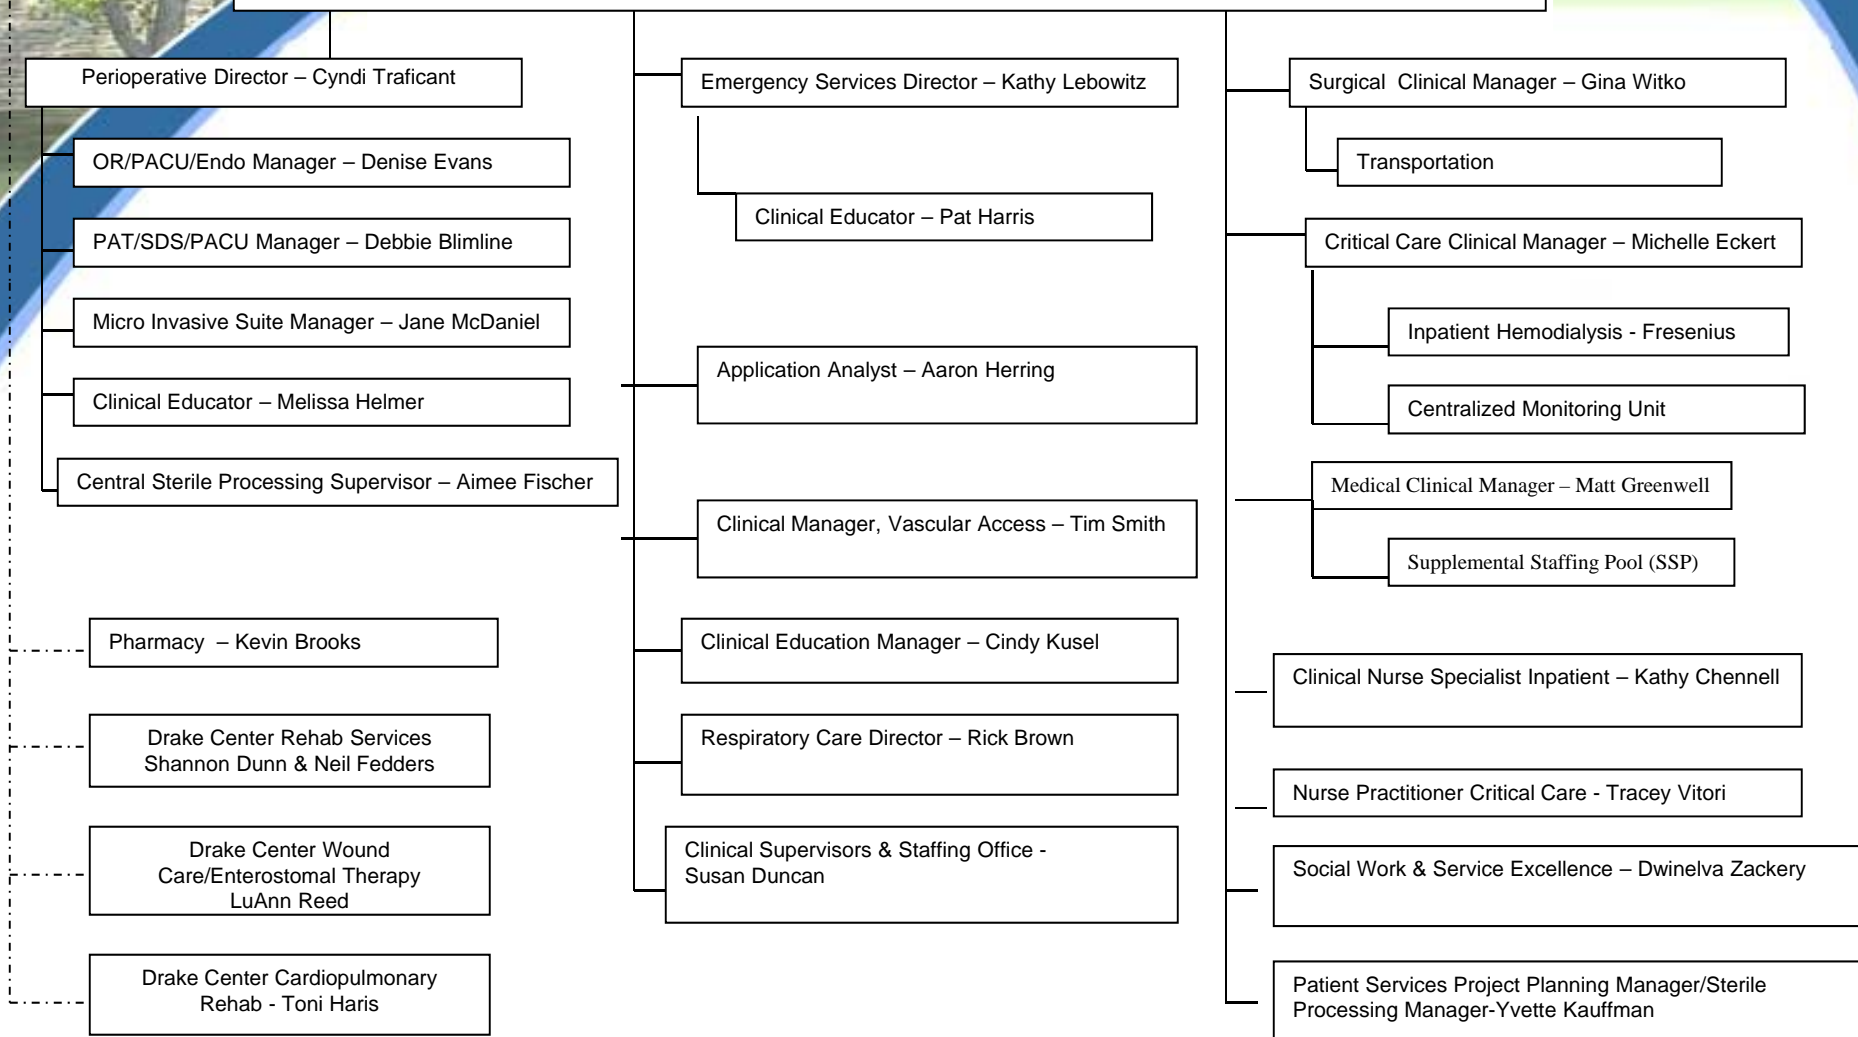 Perioperative Director – Cyndi Traficant
OR/PACU/Endo Manager – Denise Evans
PAT/SDS/PACU Manager – Debbie Blimline
Micro Invasive Suite Manager – Jane McDaniel
Clinical Educator – Melissa Helmer
Central Sterile Processing Supervisor – Aimee Fischer
Pharmacy – Kevin Brooks
Drake Center Rehab Services
Shannon Dunn & Neil Fedders
Drake Center Wound
Care/Enterostomal Therapy
LuAnn Reed
Drake Center Cardiopulmonary
Rehab - Toni Haris
Emergency Services Director – Kathy Lebowitz
Clinical Educator – Pat Harris
Application Analyst – Aaron Herring
Clinical Manager, Vascular Access – Tim Smith
Clinical Education Manager – Cindy Kusel
Respiratory Care Director – Rick Brown
Clinical Supervisors & Staffing Office -
Susan Duncan
Surgical Clinical Manager – Gina Witko
Transportation
Critical Care Clinical Manager – Michelle Eckert
Inpatient Hemodialysis - Fresenius
Centralized Monitoring Unit
Medical Clinical Manager – Matt Greenwell
Supplemental Staffing Pool (SSP)
Clinical Nurse Specialist Inpatient – Kathy Chennell
Nurse Practitioner Critical Care - Tracey Vitori
Social Work & Service Excellence – Dwinelva Zackery
Patient Services Project Planning Manager/Sterile
Processing Manager-Yvette Kauffman